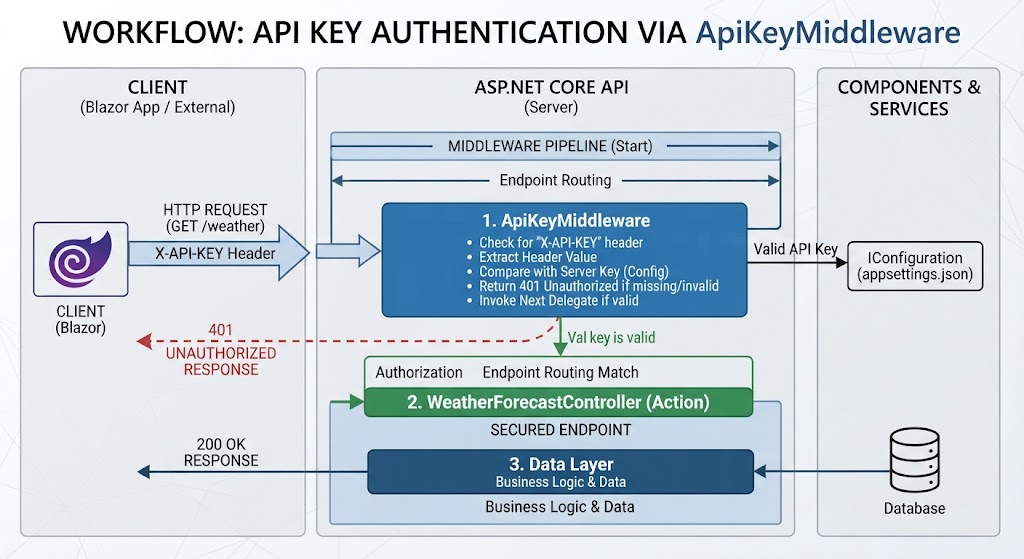 WORKFLOW: API KEY AUTHENTICATION VIA ApiKeyMiddleware
CLIENT
(Blazor App / External)
HTTP REQUEST
(GET /weather)
X-API-KEY Header
CLIENT
(Blazor)
401
UNAUTHORIZED
RESPONSE
200 OK
RESPONSE
ASP.NET CORE API
(Server)
MIDDLEWARE PIPELINE (Start)
Endpoint Routing
1. ApiKeyMiddleware
• Check for "X-API-KEY" header
• Extract Header Value
• Compare with Server Key (Config)
• Return 401 Unauthorized if missing/invalid
• Invoke Next Delegate if valid
Val key is valid
Authorization Endpoint Routing Match
2. WeatherForecastController (Action)
SECURED ENDPOINT
3. Data Layer
Business Logic & Data
Business Logic & Data
COMPONENTS &
SERVICES
Valid API Key
IConfiguration
(appsettings.json)
Database